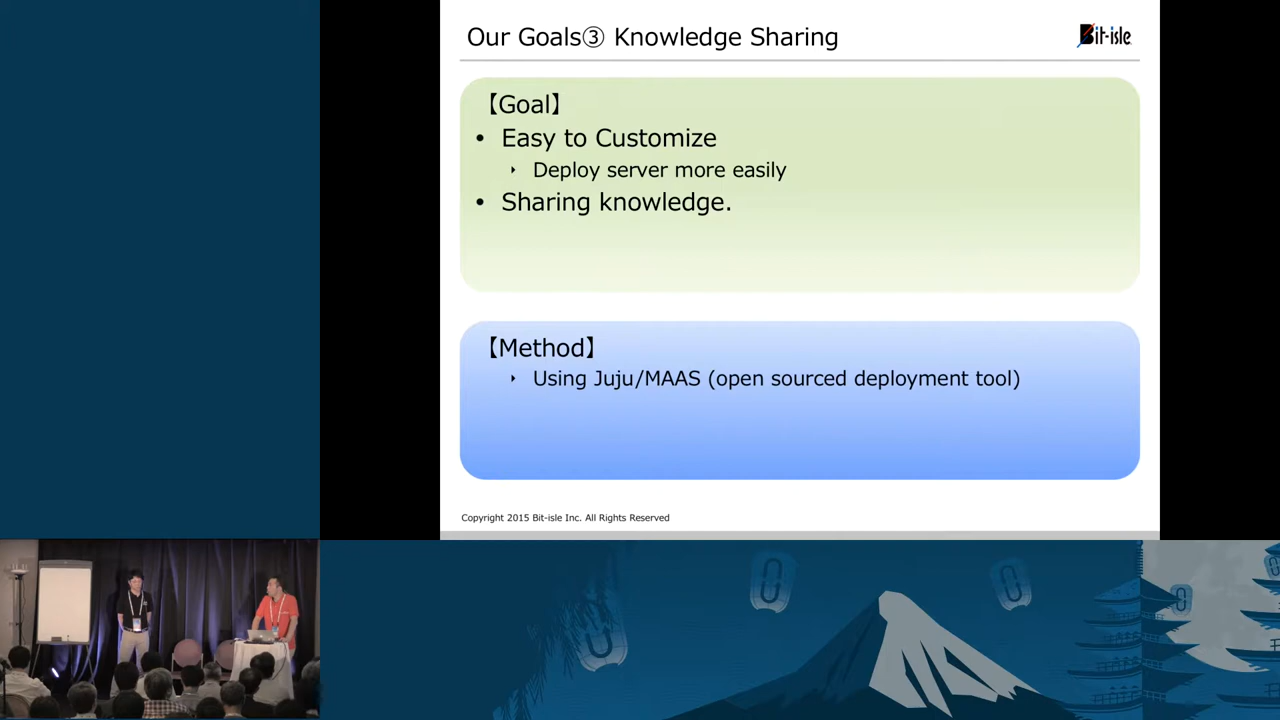 Our Goals③ Knowledge Sharing
Bit-isle
【Goal】
• Easy to Customize
‣ Deploy server more easily
• Sharing knowledge.
【Method】
‣ Using Juju/MAAS (open sourced deployment tool)
Copyright 2015 Bit-isle Inc. All Rights Reserved